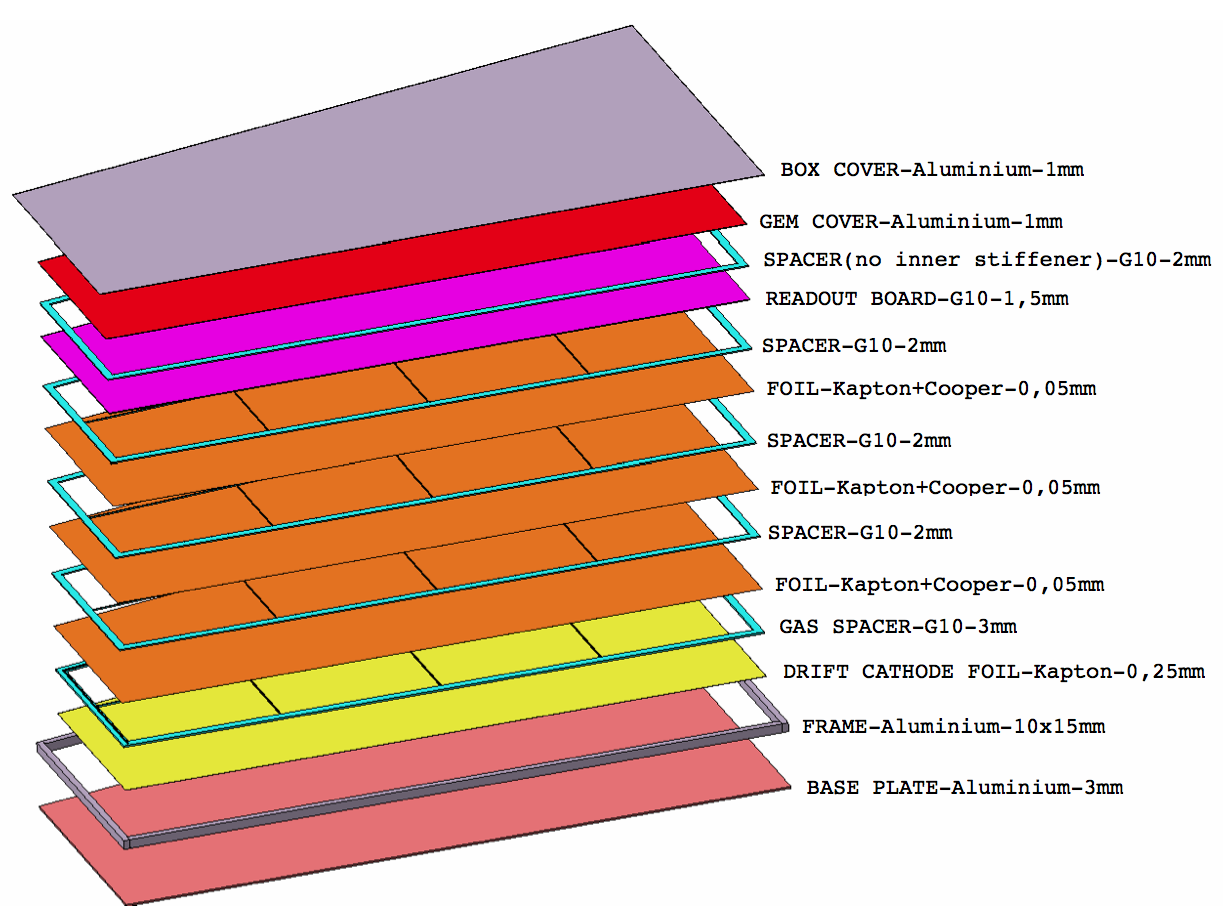 BOX COVER-Aluminium-1mm
GEM COVER-Aluminium-1mm
SPACER(no inner stiffener)-G10-2mm
READOUT BOARD-G10-1,5mm
SPACER-G10-2mm
FOIL-Kapton+Cooper-0,05mm
SPACER-G10-2mm
FOIL-Kapton+Cooper-0,05mm
SPACER-G10-2mm
FOIL-Kapton+Cooper-0,05mm
GAS SPACER-G10-3mm
DRIFT CATHODE FOIL-Kapton-0,25mm
FRAME-Aluminium-10x15mm
BASE PLATE-Aluminium-3mm